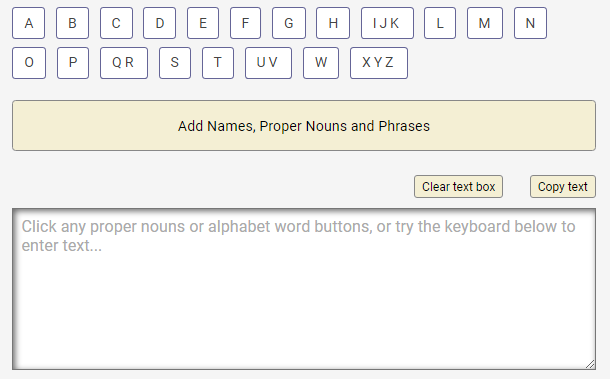 A B C D E F G H IJK L M N
O P QR S T UV W XYZ
Add Names, Proper Nouns and Phrases
Clear text box Copy text
Click any proper nouns or alphabet word buttons, or try the keyboard below to
enter text...